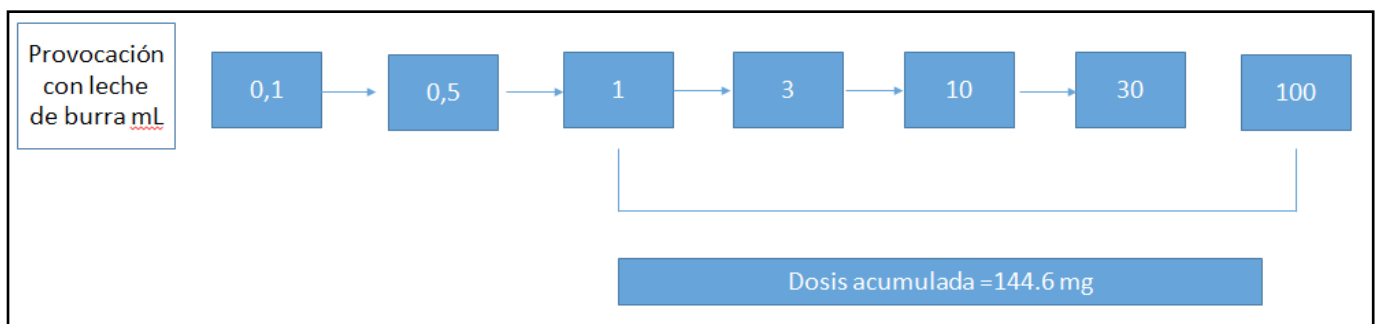 Provocación
con leche
de burra mL
0,1
0,5
1
3
10
30
100
Dosis acumulada =144.6 mg